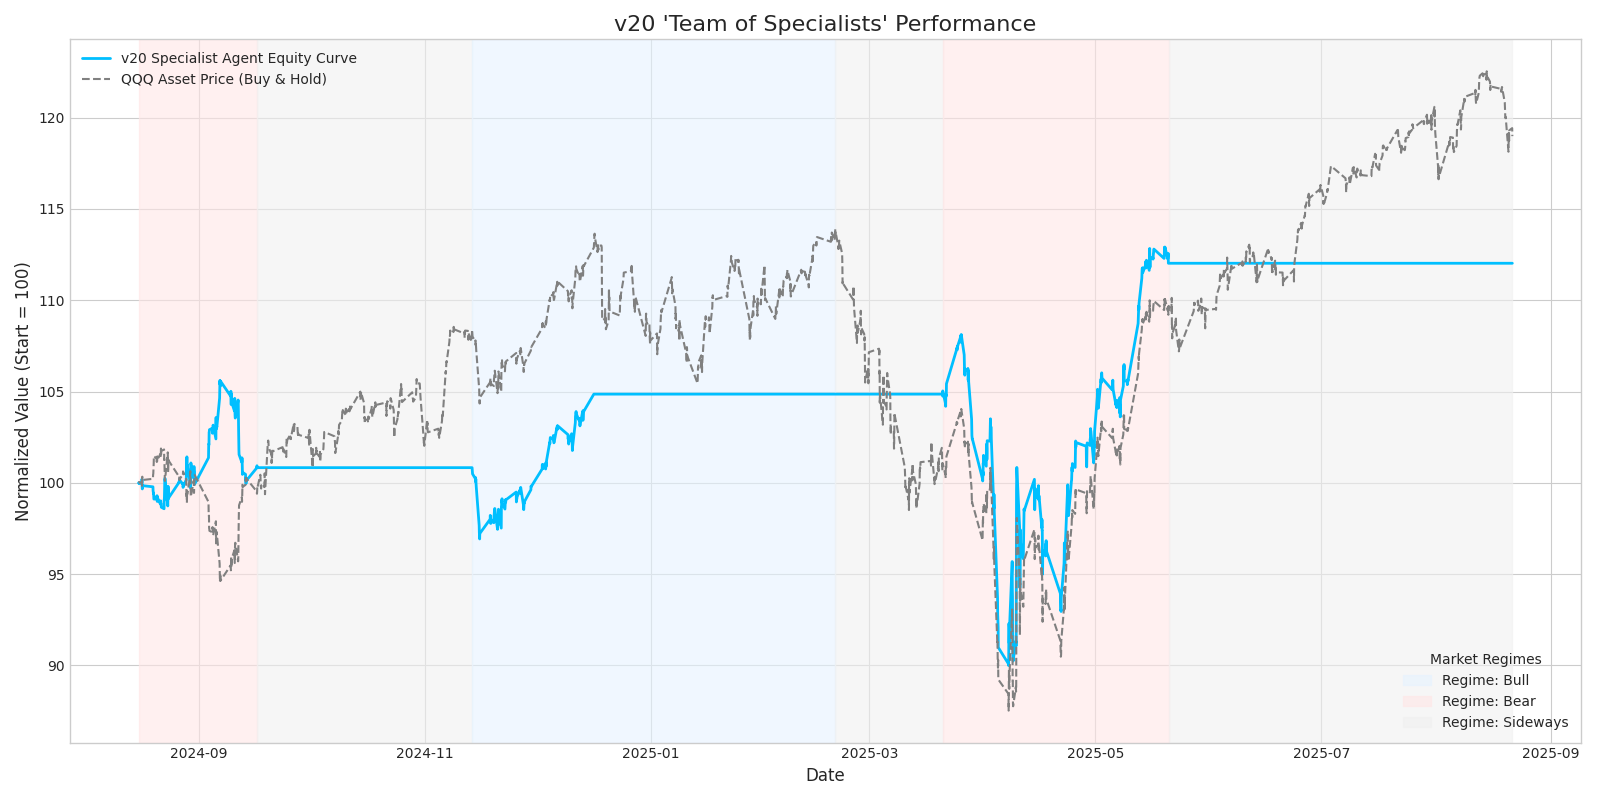 v20 'Team of Specialists' Performance
v20 Specialist Agent Equity Curve
QQQ Asset Price (Buy & Hold)
Normalized Value (Start = 100)
120
115
110
105
100
95
90
Market Regimes
Regime: Bull
Regime: Bear
Regime: Sideways
2024-09 2024-11 2025-01 2025-03 2025-05 2025-07 2025-09
Date